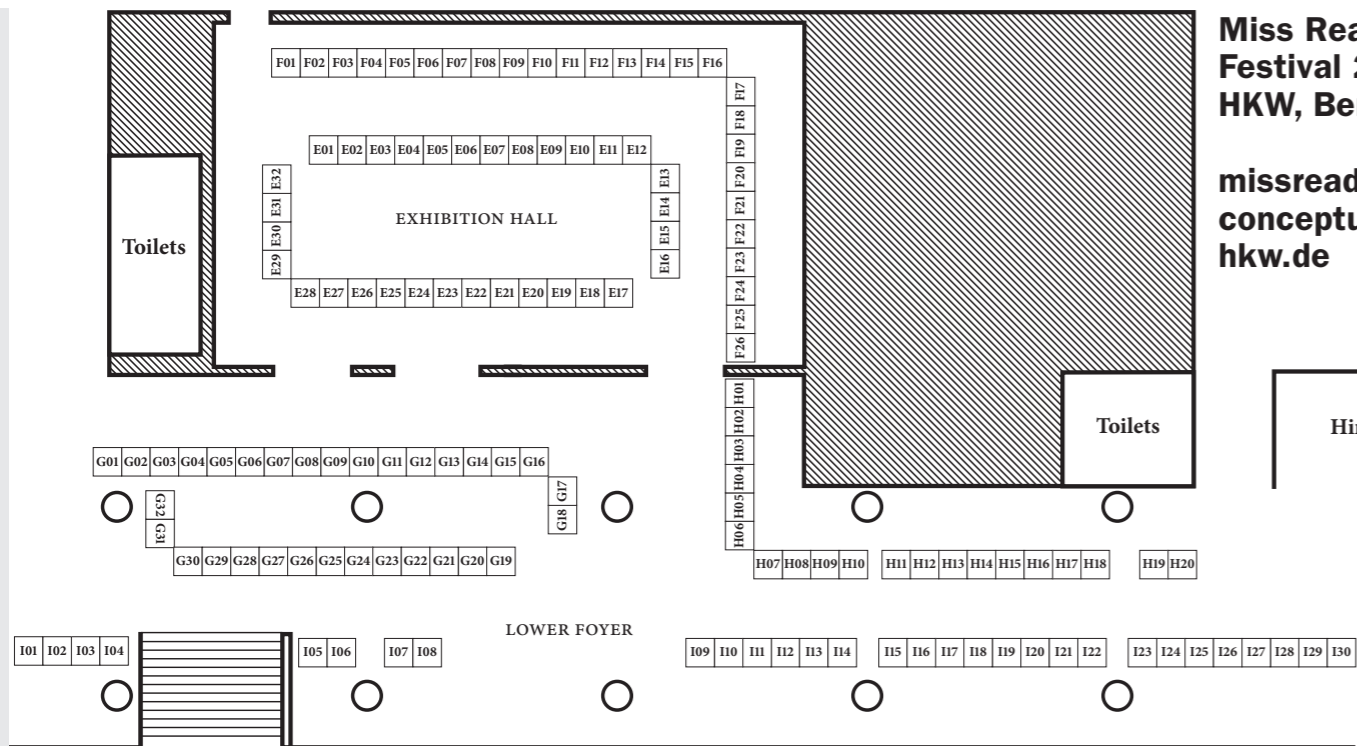 Miss Rea
Festival 2
HKW, Be
missread
conceptu
hkw.de
F01 F02 F03 F04 F05 F06 F07 F08 F09 F10 F11 F12 F13 F14 F15 F16
F17
F18
F19
F20
F21
F22
F23
F24
F25
F26
E01 E02 E03 E04 E05 E06 E07 E08 E09 E10 E11 E12
E13
E14
E15
E16
E32
E31
E30
E29
EXHIBITION HALL
E28 E27 E26 E25 E24 E23 E22 E21 E20 E19 E18 E17
Toilets
H01
H02
H03
H04
H05
H06
Toilets
Hi
G01 G02 G03 G04 G05 G06 G07 G08 G09 G10 G11 G12 G13 G14 G15 G16
G17
G18
G32
G31
G30 G29 G28 G27 G26 G25 G24 G23 G22 G21 G20 G19
H07 H08 H09 H10 H11 H12 H13 H14 H15 H16 H17 H18 H19 H20
LOWER FOYER
I01 I02 I03 I04 I05 I06 I07 I08 I09 I10 I11 I12 I13 I14 I15 I16 I17 I18 I19 I20 I21 I22 I23 I24 I25 I26 I27 I28 I29 I30